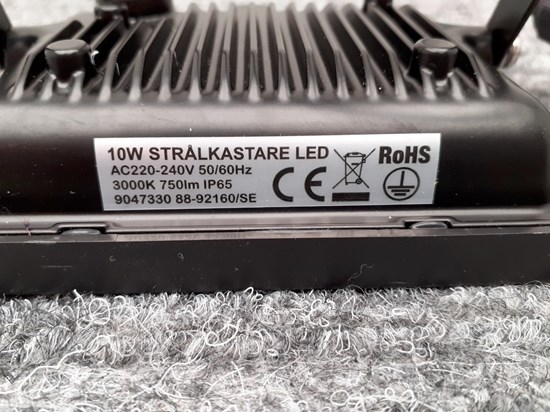 10W STRÅLKASTARE LED
AC220-240V 50/60Hz
3000K 750lm IP65
9047330 88-92160/SE
CE
RoHS